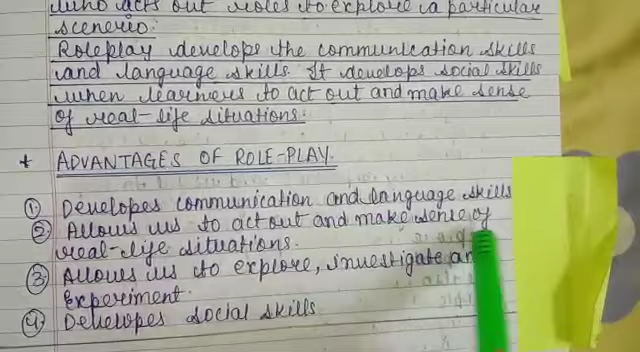 who acts out roles to explore a particular
scenerio.
Roleplay develops the communication skills
and language skills. It develops social skills
when learners to act out and make sense
of real-life situations.
+ ADVANTAGES OF ROLE-PLAY.
① Developes communication and language skills
② Allows us to act out and make sense of
real-life situations.
③ Allows us to explore, investigate an
Experiment.
④ Developes social skills